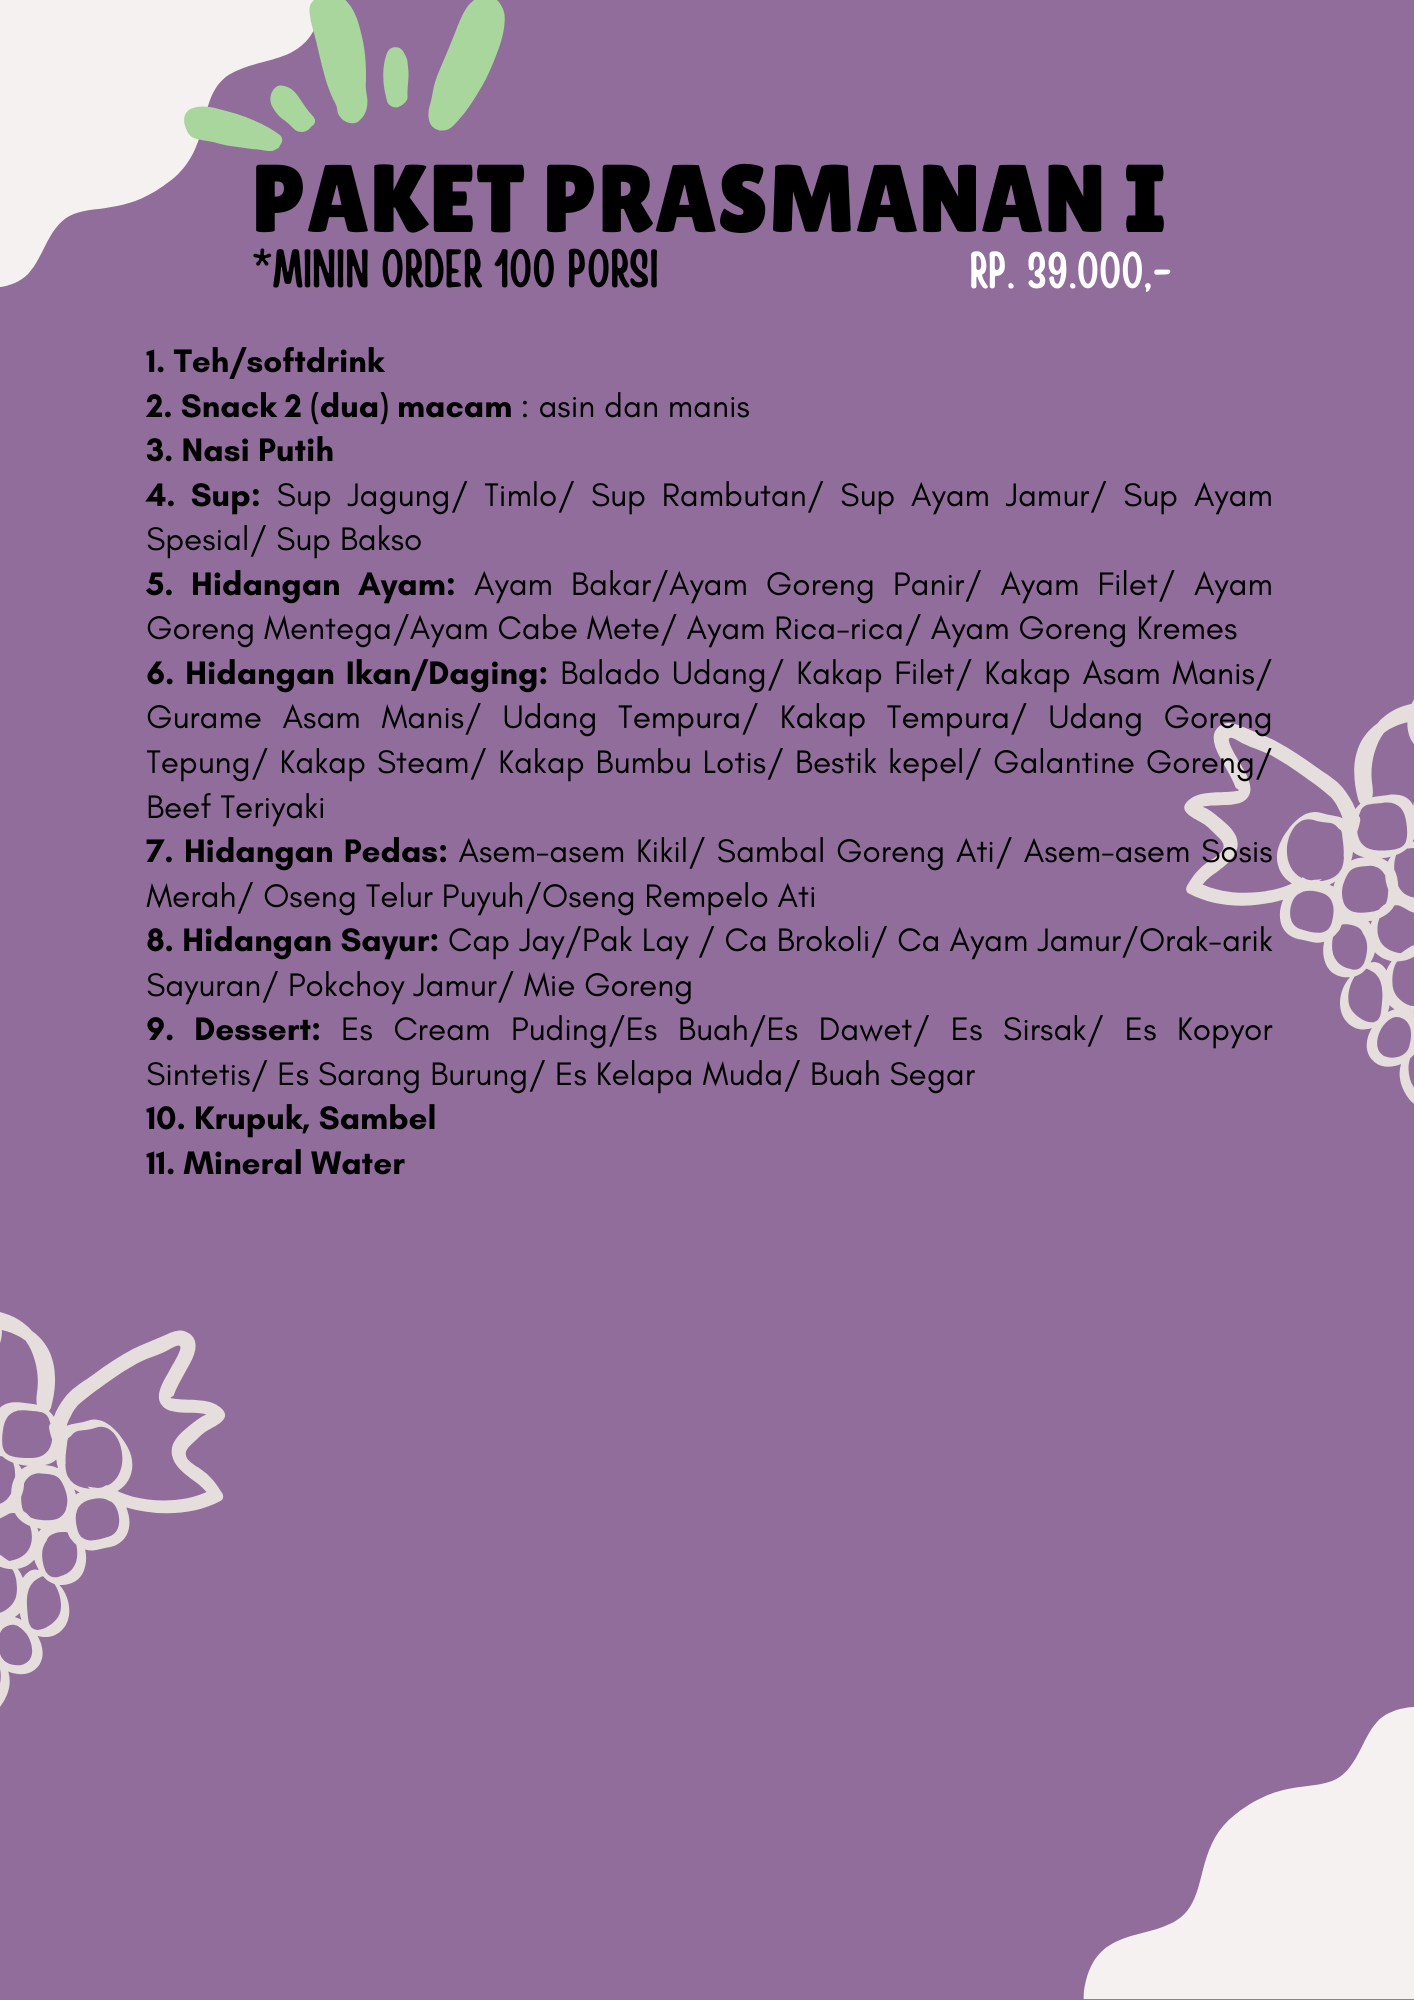 PAKET PRASMANAN I
*MININ ORDER 100 PORSI
RP. 39.000,-
1. Teh/softdrink
2. Snack 2 (dua) macam : asin dan manis
3. Nasi Putih
4. Sup: Sup Jagung/ Timlo/ Sup Rambutan/ Sup Ayam Jamur/ Sup Ayam
Spesial/ Sup Bakso
5. Hidangan Ayam: Ayam Bakar/Ayam Goreng Panir/ Ayam Filet/ Ayam
Goreng Mentega/Ayam Cabe Mete/ Ayam Rica-rica/ Ayam Goreng Kremes
6. Hidangan Ikan/Daging: Balado Udang/ Kakap Filet/ Kakap Asam Manis/
Gurame Asam Manis/ Udang Tempura/ Kakap Tempura/ Udang Goreng
Tepung/ Kakap Steam/ Kakap Bumbu Lotis/ Bestik kepel/ Galantine Goreng/
Beef Teriyaki
7. Hidangan Pedas: Asem-asem Kikil/ Sambal Goreng Ati/ Asem-asem Sosis
Merah/ Oseng Telur Puyuh/Oseng Rempelo Ati
8. Hidangan Sayur: Cap Jay/Pak Lay / Ca Brokoli/ Ca Ayam Jamur/Orak-arik
Sayuran/ Pokchoy Jamur/ Mie Goreng
9. Dessert: Es Cream Puding/Es Buah/Es Dawet/ Es Sirsak/ Es Kopyor
Sintetis/ Es Sarang Burung/ Es Kelapa Muda/ Buah Segar
10. Krupuk, Sambel
11. Mineral Water